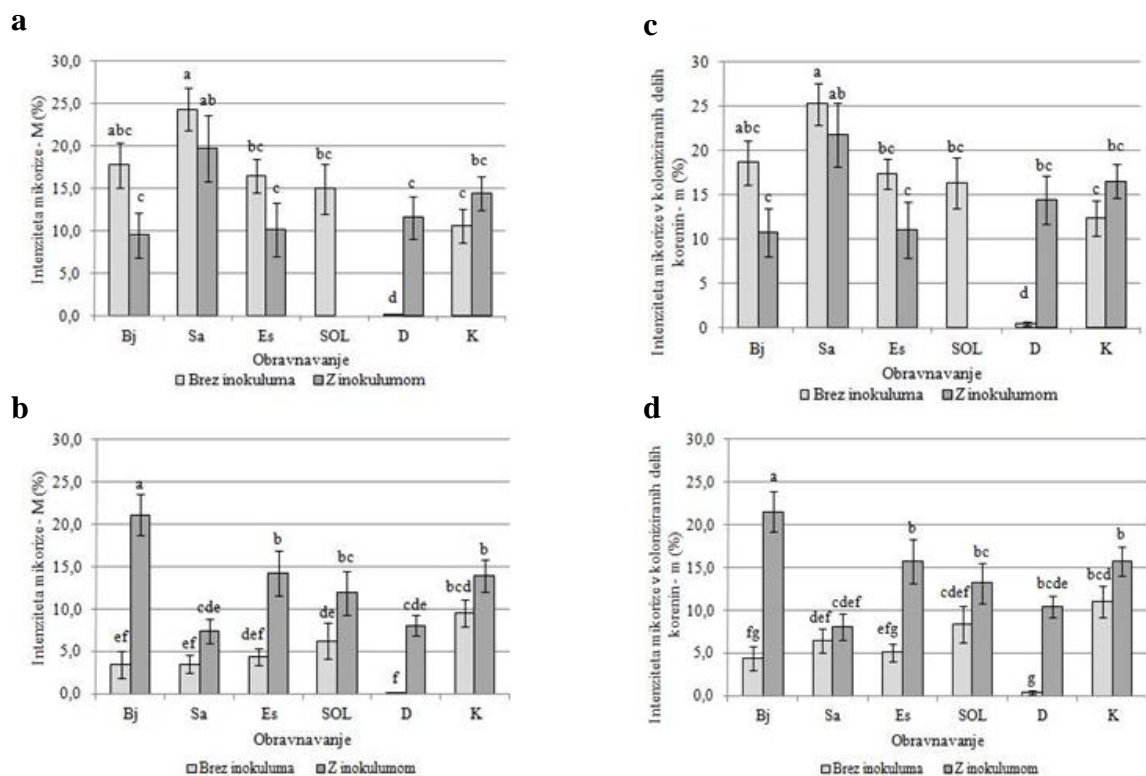 a
Intenziteta mikorize - M (%)
30,0
25,0
20,0
15,0
10,0
5,0
0,0
abc
c
a
ab
bc
c
bc
d
c
c
bc
Bj
Sa
Es
SOL
D
K
Obravnavanje
Brez inokuluma
Z inokulumom
c
Intenziteta mikorize v koloniziranih delih
korenin - m (%)
30
25
20
15
10
5
0
abc
c
a
ab
bc
c
bc
d
bc
c
bc
Bj
Sa
Es
SOL
D
K
Obravnavanje
Brez inokuluma
Z inokulumom
b
Intenziteta mikorize - M (%)
30,0
25,0
20,0
15,0
10,0
5,0
0,0
ef
a
ef
cde
def
b
de
bc
f
cde
bcd
b
Bj
Sa
Es
SOL
D
K
Obravnavanje
Brez inokuluma
Z inokulumom
d
Intenziteta mikorize v koloniziranih delih
korenin - m (%)
30,0
25,0
20,0
15,0
10,0
5,0
0,0
fg
a
def
cdef
efg
b
cdef
bc
g
bcde
bcd
b
Bj
Sa
Es
SOL
D
K
Obravnavanje
Brez inokuluma
Z inokulumom